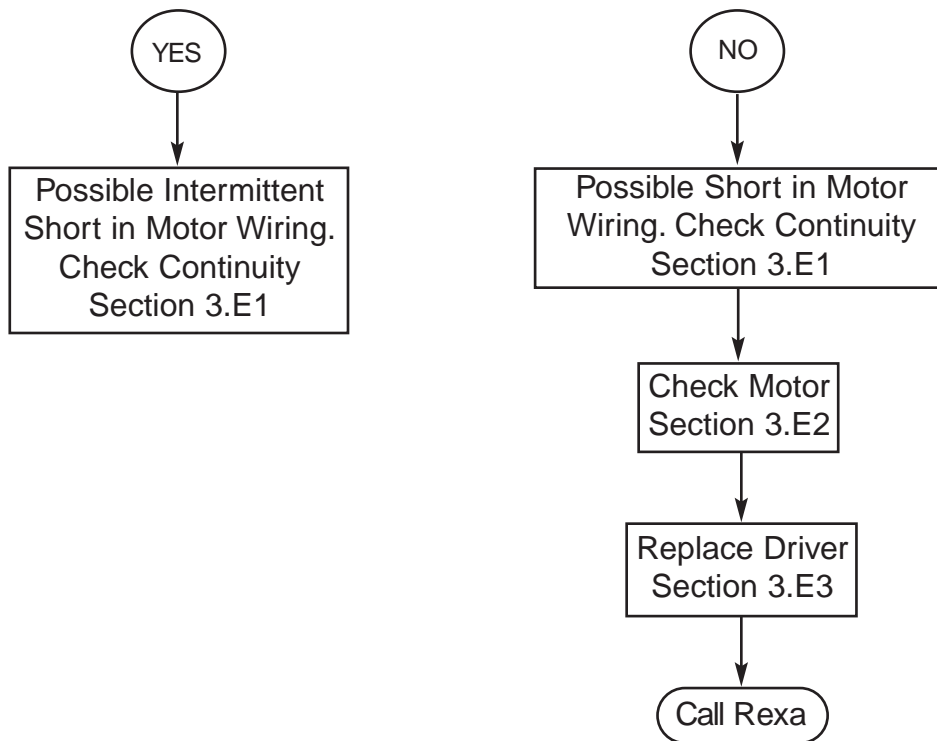 YES
Possible Intermittent
Short in Motor Wiring.
Check Continuity
Section 3.E1
NO
Possible Short in Motor
Wiring. Check Continuity
Section 3.E1
Check Motor
Section 3.E2
Replace Driver
Section 3.E3
Call Rexa